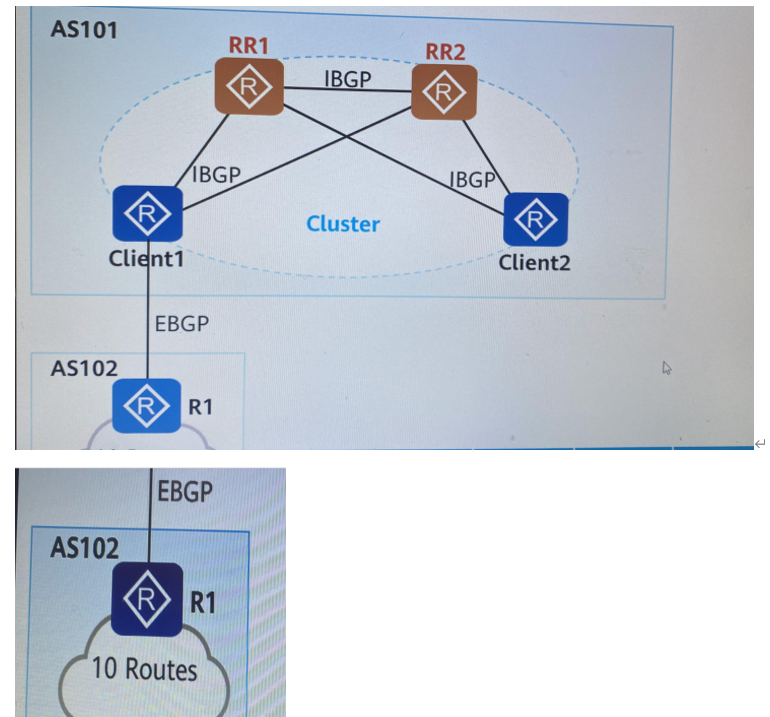 AS101
RR1
RR2
IBGP
R
R
IBGP
IBGP
R
R
Cluster
Client1
Client2
EBGP
AS102
R
R1
EBGP
AS102
R
R1
10 Routes